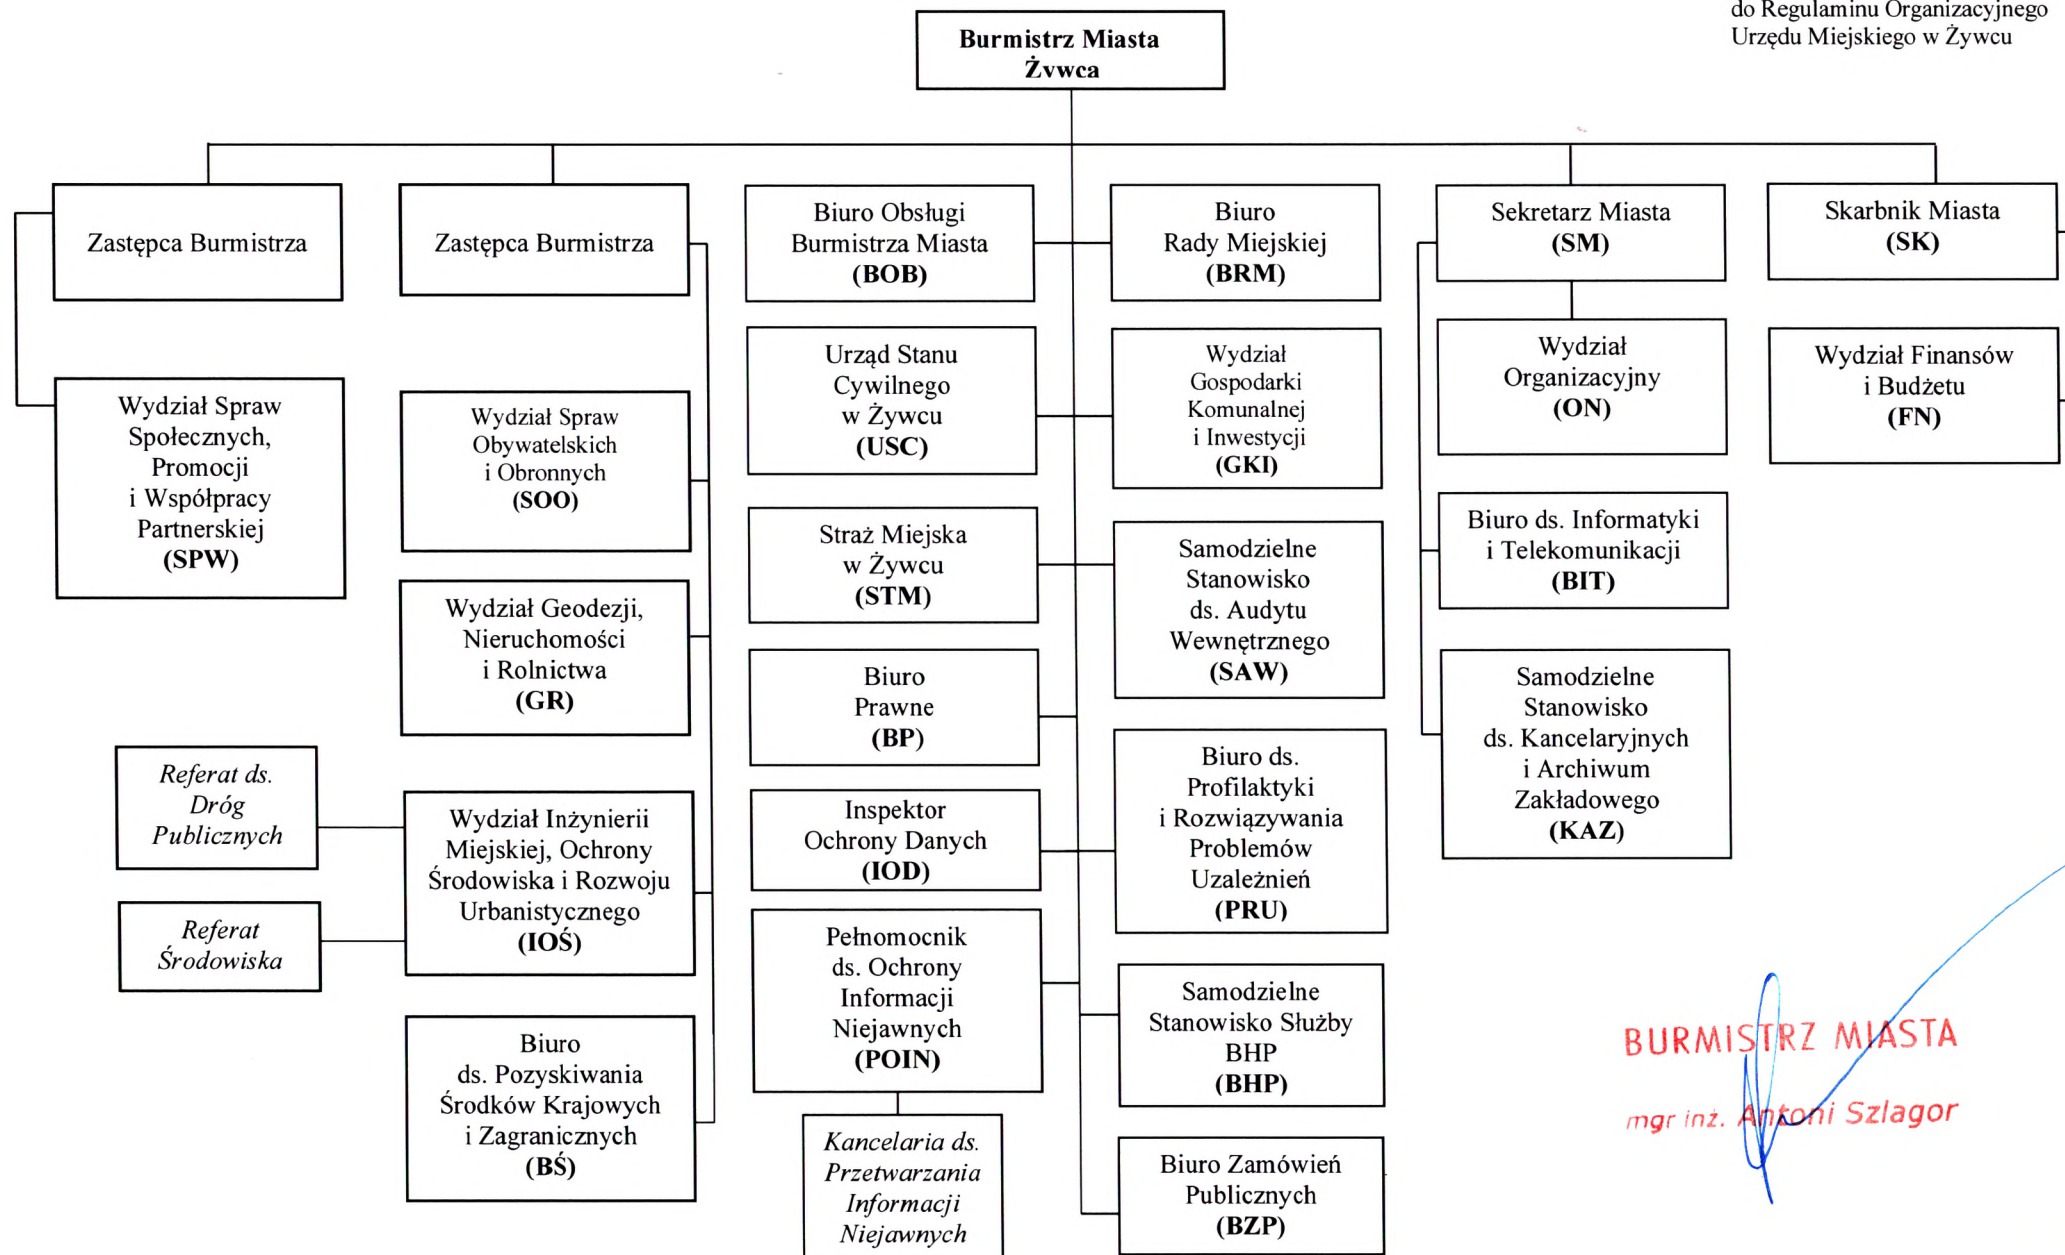 do Regulaminu Organizacyjnego
Urzędu Miejskiego w Żywcu
Burmistrz Miasta
Żywca
Zastępca Burmistrza
Zastępca Burmistrza
Biuro Obsługi
Burmistrza Miasta
(BOB)
Biuro
Rady Miejskiej
(BRM)
Sekretarz Miasta
(SM)
Skarbnik Miasta
(SK)
Wydział Spraw
Społecznych,
Promocji
i Współpracy
Partnerskiej
(SPW)
Wydział Spraw
Obywatelskich
i Obronnych
(SOO)
Urząd Stanu
Cywilnego
w Żywcu
(USC)
Wydział
Gospodarki
Komunalnej
i Inwestycji
(GKI)
Wydział
Organizacyjny
(ON)
Wydział Finansów
i Budżetu
(FN)
Straż Miejska
w Żywcu
(STM)
Samodzielne
Stanowisko
ds. Audytu
Wewnętrznego
(SAW)
Biuro ds. Informatyki
i Telekomunikacji
(BIT)
Wydział Geodezji,
Nieruchomości
i Rolnictwa
(GR)
Biuro
Prawne
(BP)
Samodzielne
Stanowisko
ds. Kancelaryjnych
i Archiwum
Zakładowego
(KAZ)
Referat ds.
Dróg
Publicznych
Wydział Inżynierii
Miejskiej, Ochrony
Środowiska i Rozwoju
Urbanistycznego
(IOŚ)
Inspektor
Ochrony Danych
(IOD)
Biuro ds.
Profilaktyki
i Rozwiązywania
Problemów
Uzależnień
(PRU)
Referat
Środowiska
Pełnomocnik
ds. Ochrony
Informacji
Niejawnych
(POIN)
Samodzielne
Stanowisko Służby
BHP
(BHP)
Biuro
ds. Pozyskiwania
Środków Krajowych
i Zagranicznych
(BŚ)
Kancelaria ds.
Przetwarzania
Informacji
Niejawnych
Biuro Zamówień
Publicznych
(BZP)
BURMISTRZ MIASTA
mgr inż. Antoni Szlagor